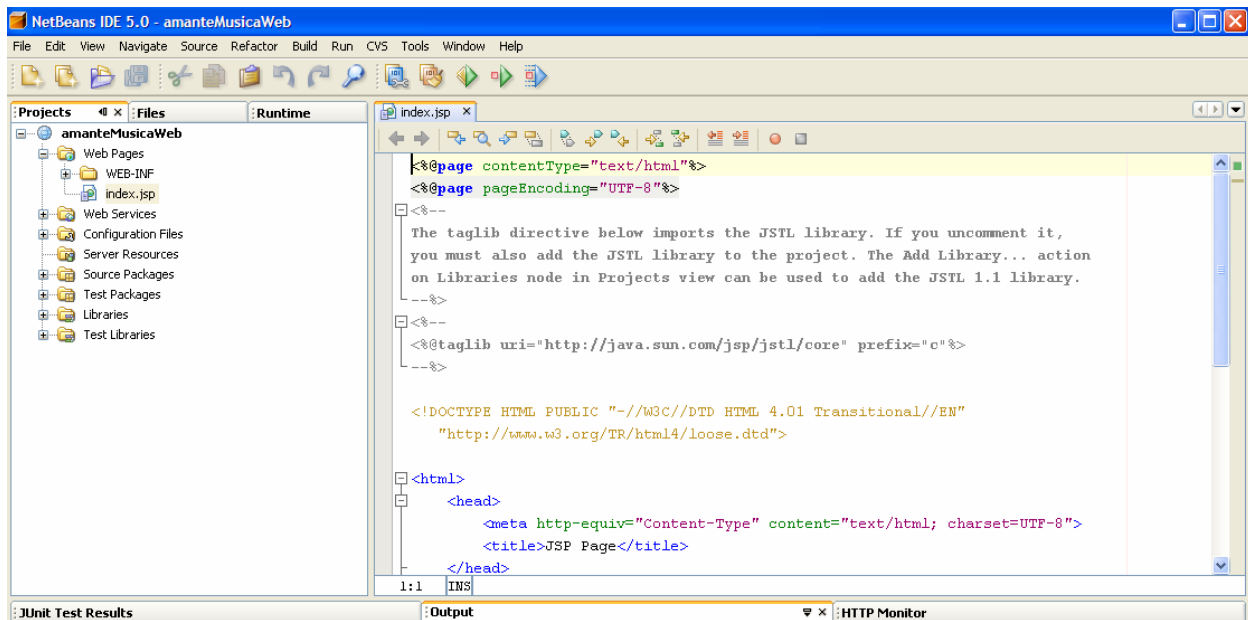 NetBeans IDE 5.0 - amanteMusicaWeb
File Edit View Navigate Source Refactor Build Run CVS Tools Window Help
Projects Files Runtime
amanteMusicaWeb
Web Pages
WEB-INF
index.jsp
Web Services
Configuration Files
Server Resources
Source Packages
Test Packages
Libraries
Test Libraries
index.jsp
<%@page contentType="text/html"%>
<%@page pageEncoding="UTF-8"%>
<%--
The taglib directive below imports the JSTL library. If you uncomment it,
you must also add the JSTL library to the project. The Add Library... action
on Libraries node in Projects view can be used to add the JSTL 1.1 library.
--%>
<%--
<%@taglib uri="http://java.sun.com/jsp/jstl/core" prefix="c"%>
--%>
<!DOCTYPE HTML PUBLIC "-//W3C//DTD HTML 4.01 Transitional//EN"
"http://www.w3.org/TR/html4/loose.dtd">
<html>
<head>
<meta http-equiv="Content-Type" content="text/html; charset=UTF-8">
<title>JSP Page</title>
</head>
1:1 INS
JUnit Test Results Output HTTP Monitor